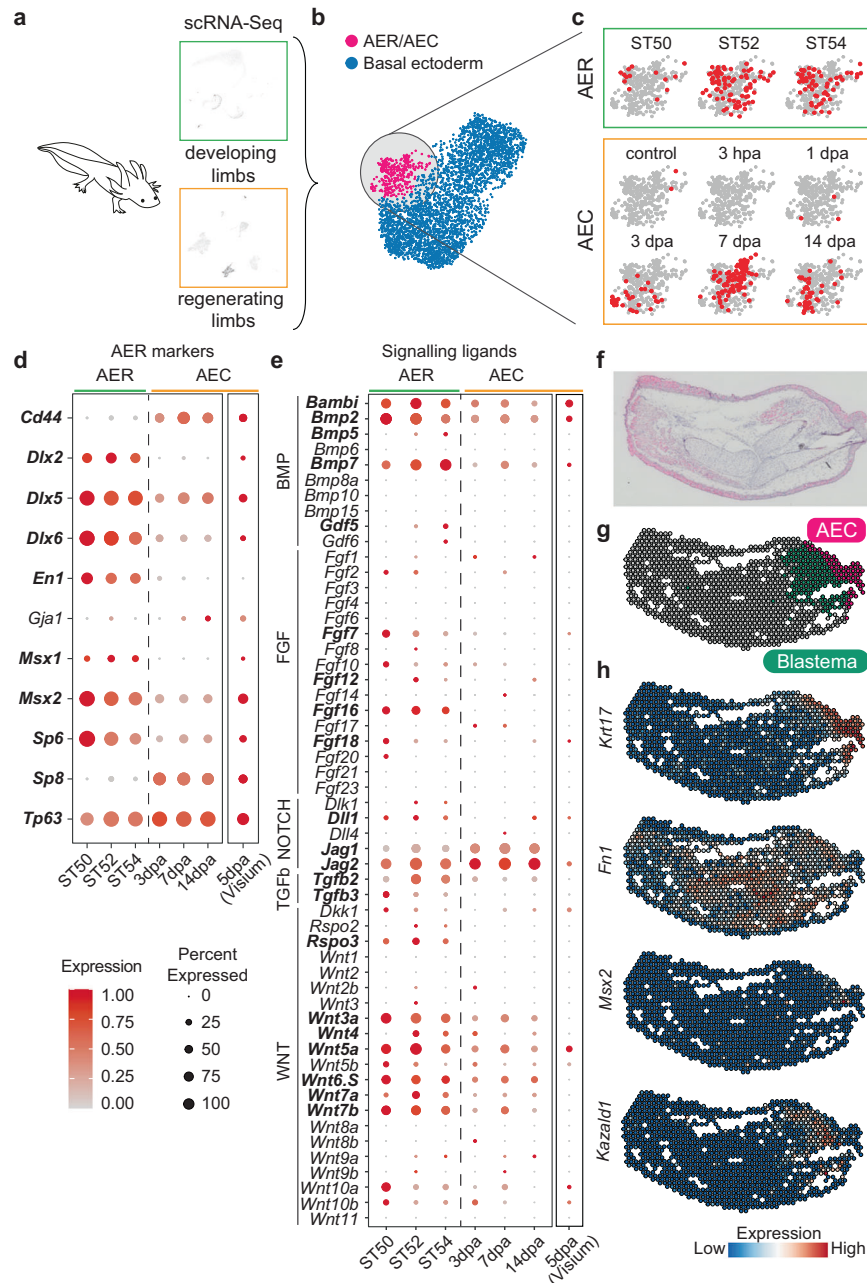 a
scRNA-Seq
developing
limbs
regenerating
limbs
b
AER/AEC
Basal ectoderm
c
ST50 ST52 ST54
AER
control 3 hpa 1 dpa
AEC
3 dpa 7 dpa 14 dpa
d
AER markers
AER AEC
Cd44
Dlx2
Dlx5
Dlx6
En1
Gja1
Msx1
Msx2
Sp6
Sp8
Tp63
ST50
ST52
ST54
3dpa
7dpa
14dpa
5dpa
(Visium)
Expression
1.00
0.75
0.50
0.25
0.00
Percent
Expressed
0
25
50
75
100
e
Signalling ligands
AER AEC
BMP
Bambi
Bmp2
Bmp5
Bmp6
Bmp7
Bmp8a
Bmp10
Bmp15
Gdf5
Gdf6
FGF
Fgf1
Fgf2
Fgf3
Fgf4
Fgf6
Fgf7
Fgf8
Fgf10
Fgf12
Fgf14
Fgf16
Fgf17
Fgf18
Fgf20
Fgf21
Fgf23
NOTCH
Dlk1
Dll1
Dll4
Jag1
Jag2
TGFb
Tgfb2
Tgfb3
WNT
Dkk1
Rspo2
Rspo3
Wnt1
Wnt2
Wnt2b
Wnt3
Wnt3a
Wnt4
Wnt5a
Wnt5b
Wnt6.S
Wnt7a
Wnt7b
Wnt8a
Wnt8b
Wnt9a
Wnt9b
Wnt10a
Wnt10b
Wnt11
ST50
ST52
ST54
3dpa
7dpa
14dpa
5dpa
(Visium)
f
g
AEC
Blastema
h
Krt17
Fn1
Msx2
Kazald1
Expression
Low High